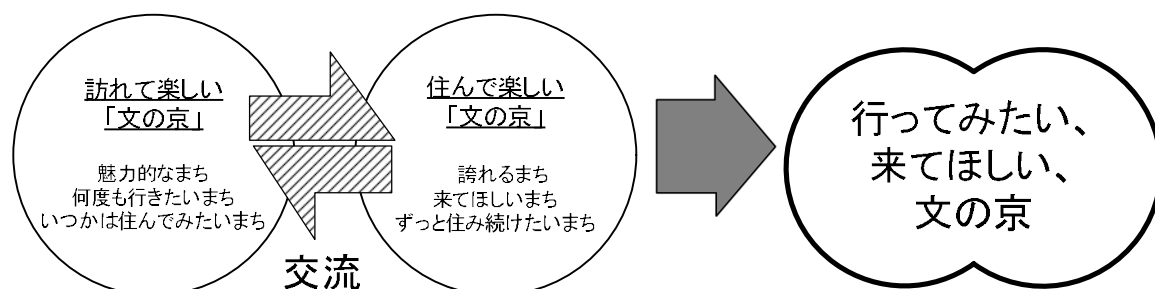 訪れて楽しい
「文の京」
魅力的なまち
何度も行きたいまち
いつかは住んでみたいまち
交流
住んで楽しい
「文の京」
誇れるまち
来てほしいまち
ずっと住み続けたいまち
行ってみたい、
来てほしい、
文の京